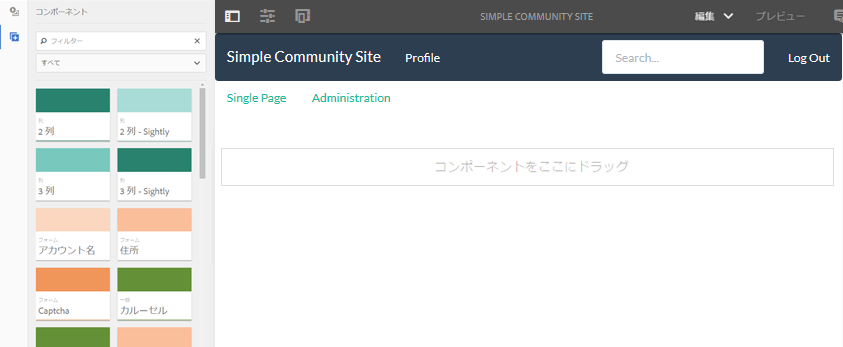 コンポーネント
フィルター
すべて
列
2 列
列
2 列 - Sightly
列
3 列
列
3 列 - Sightly
フォーム
アカウント名
フォーム
住所
フォーム
Captcha
一般
カルーセル
SIMPLE COMMUNITY SITE
編集
プレビュー
Simple Community Site
Profile
Search...
Log Out
Single Page
Administration
コンポーネントをここにドラッグ